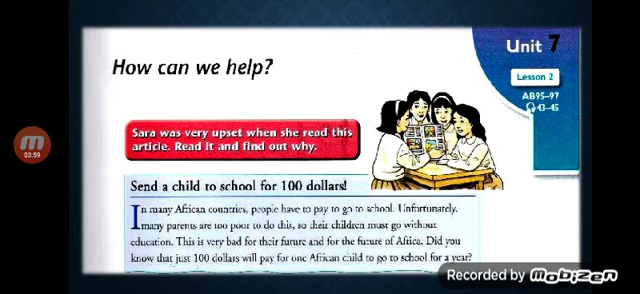 Unit 7
How can we help?
Lesson 2
AB95–97
43–45
Sara was very upset when she read this
article. Read it and find out why.
03:59
Send a child to school for 100 dollars!
In many African countries, people have to pay to go to school. Unfortunately,
many parents are too poor to do this, so their children must go without
education. This is very bad for their future and for the future of Africa. Did you
know that just 100 dollars will pay for one African child to go to school for a year?
Recorded by Mobizen